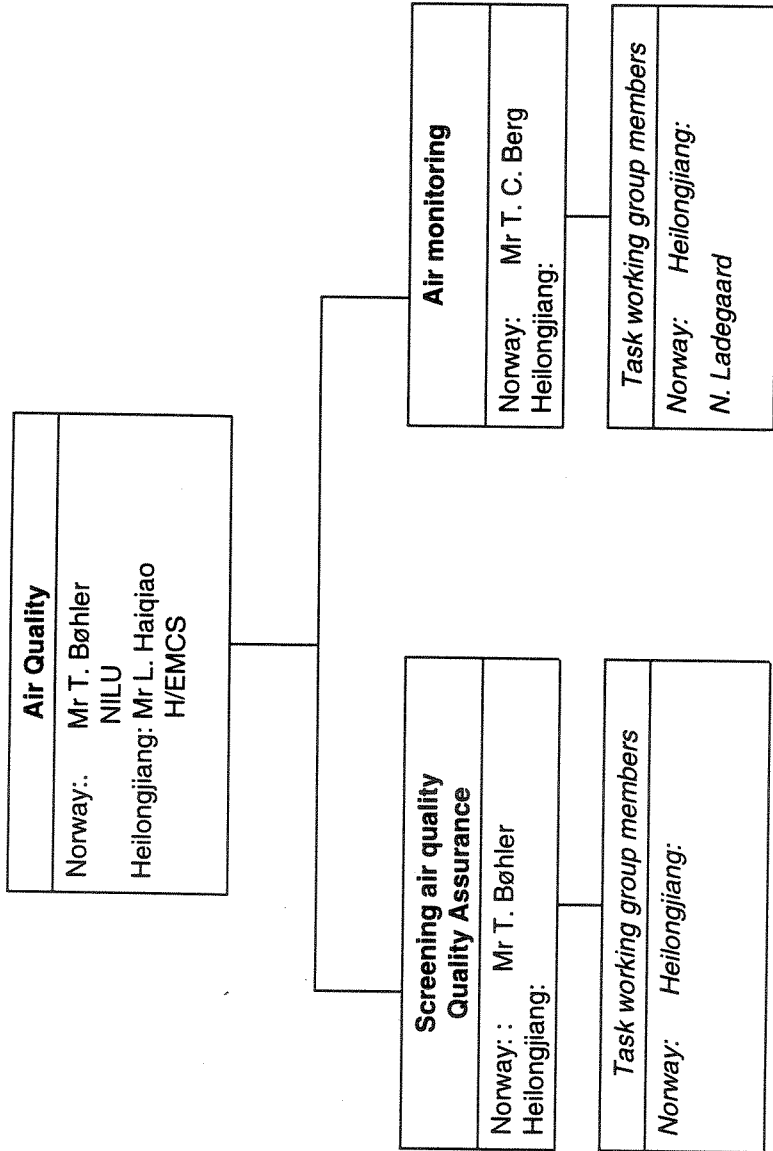 Air Quality
Norway:. Mr T. Bøhler
NILU
Heilongjiang: Mr L. Haiqiao
H/EMCS
Screening air quality
Quality Assurance
Norway: : Mr T. Bøhler
Heilongjiang:
Task working group members
Norway: Heilongjiang:
Air monitoring
Norway: Mr T. C. Berg
Heilongjiang:
Task working group members
Norway: Heilongjiang:
N. Ladegaard